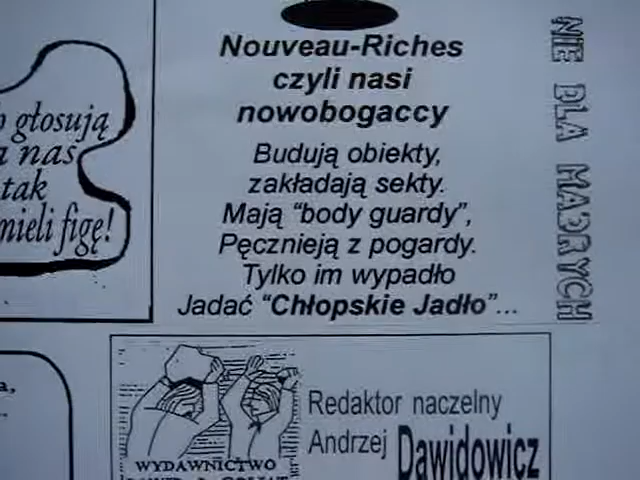 głosują
nas
tak
mieli figę!
Nouveau-Riches
czyli nasi
nowobogaccy
Budują obiekty,
zakładają sekty.
Mają “body guardy”,
Pęcznieją z pogardy.
Tylko im wypadło
Jadać “Chłopskie Jadło”...
NIE DLA MĄDRYCH
WYDAWNICTWO
Redaktor naczelny
Andrzej Dawidowicz